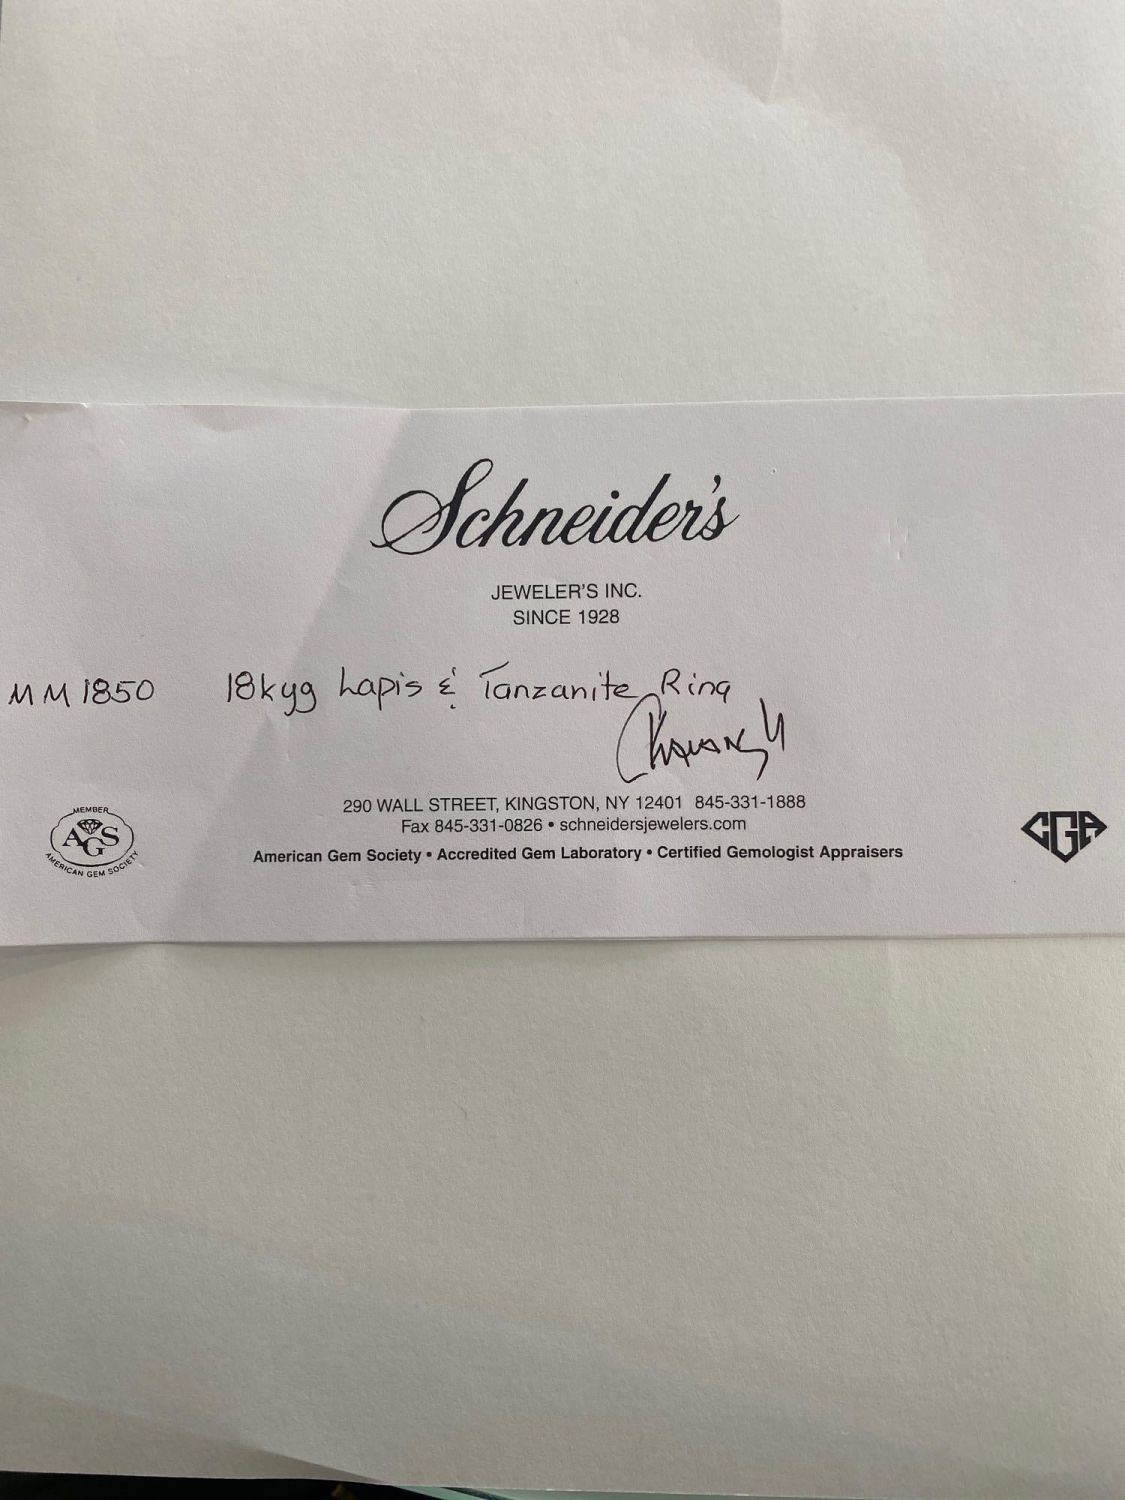 Schneider's
JEWELER'S INC.
SINCE 1928
MM1850 18kyg Lapis & Tanzanite Ring
290 WALL STREET, KINGSTON, NY 12401 845-331-1888
Fax 845-331-0826 • schneidersjewelers.com
American Gem Society • Accredited Gem Laboratory • Certified Gemologist Appraisers
MEMBER
AGS
AMERICAN GEM SOCIETY
CGA